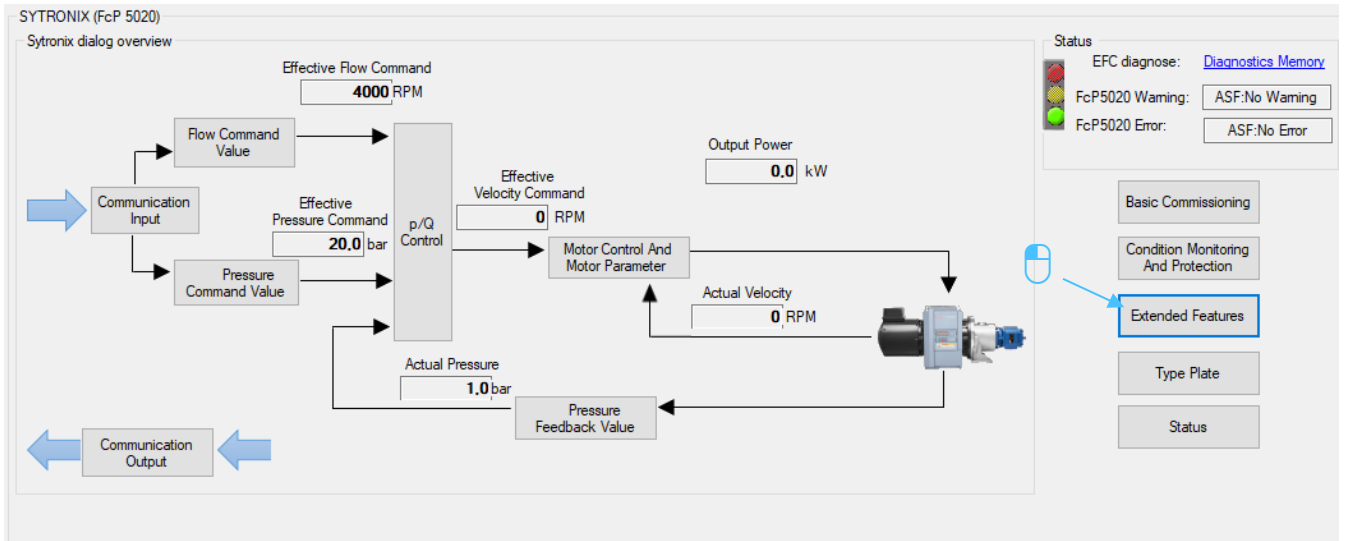 SYTRONIX (FcP 5020)
Sytronix dialog overview
Effective Flow Command
4000 RPM
Flow Command
Value
Communication
Input
Effective
Pressure Command
20,0 bar
Pressure
Command Value
p/Q
Control
Effective
Velocity Command
0 RPM
Output Power
0,0 kW
Motor Control And
Motor Parameter
Actual Velocity
0 RPM
Actual Pressure
1,0 bar
Pressure
Feedback Value
Communication
Output
Status
EFC diagnose: Diagnostics Memory
FcP5020 Warning: ASF:No Warning
FcP5020 Error: ASF:No Error
Basic Commissioning
Condition Monitoring
And Protection
Extended Features
Type Plate
Status